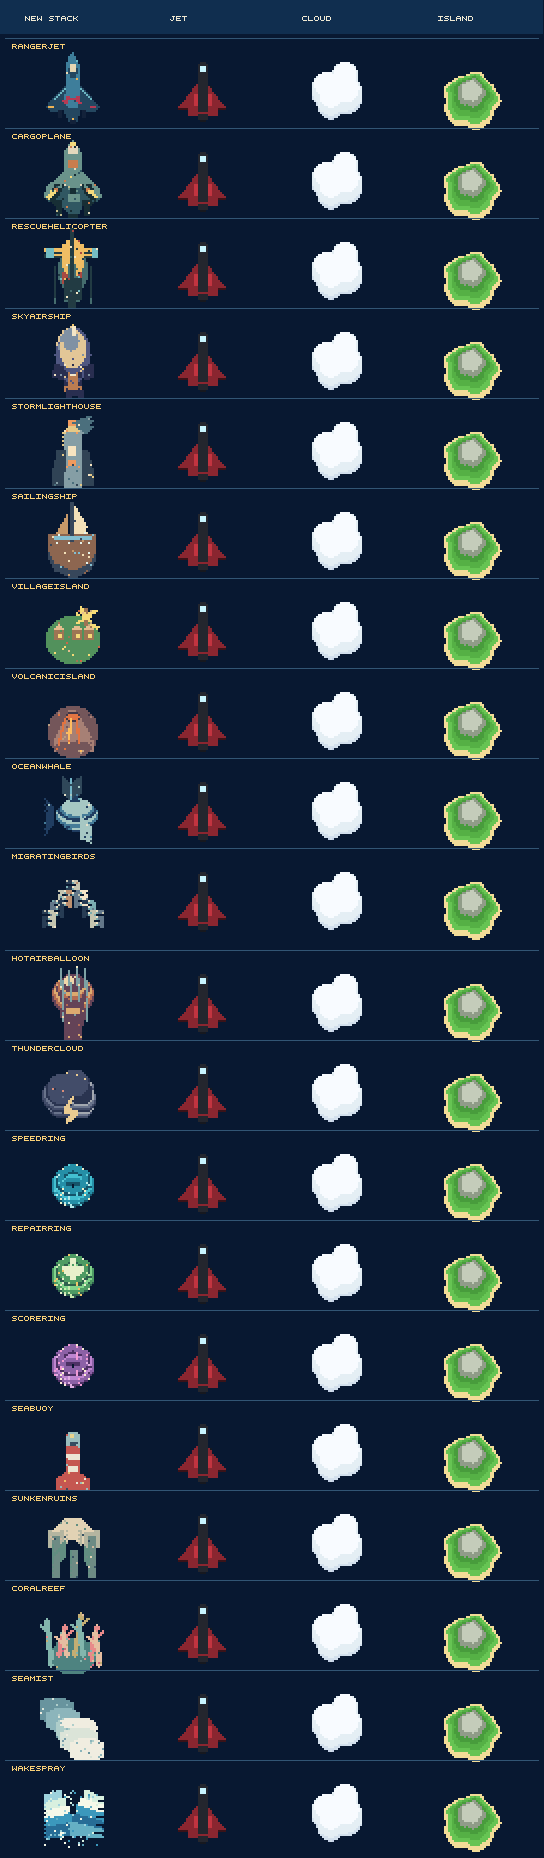 NEW STACK JET CLOUD ISLAND
RANGERJET
CARGOPLANE
RESCUEHELICOPTER
SKYAIRSHIP
STORMLIGHTHOUSE
SAILINGSHIP
VILLAGEISLAND
VOLCANICISLAND
OCEANWHALE
MIGRATINGBIRDS
HOTAIRBALLOON
THUNDERCLOUD
SPEEDRING
REPAIRRING
SCORERING
SEABUOY
SUNKENRUINS
CORALREEF
SEAMIST
WAKESPRAY